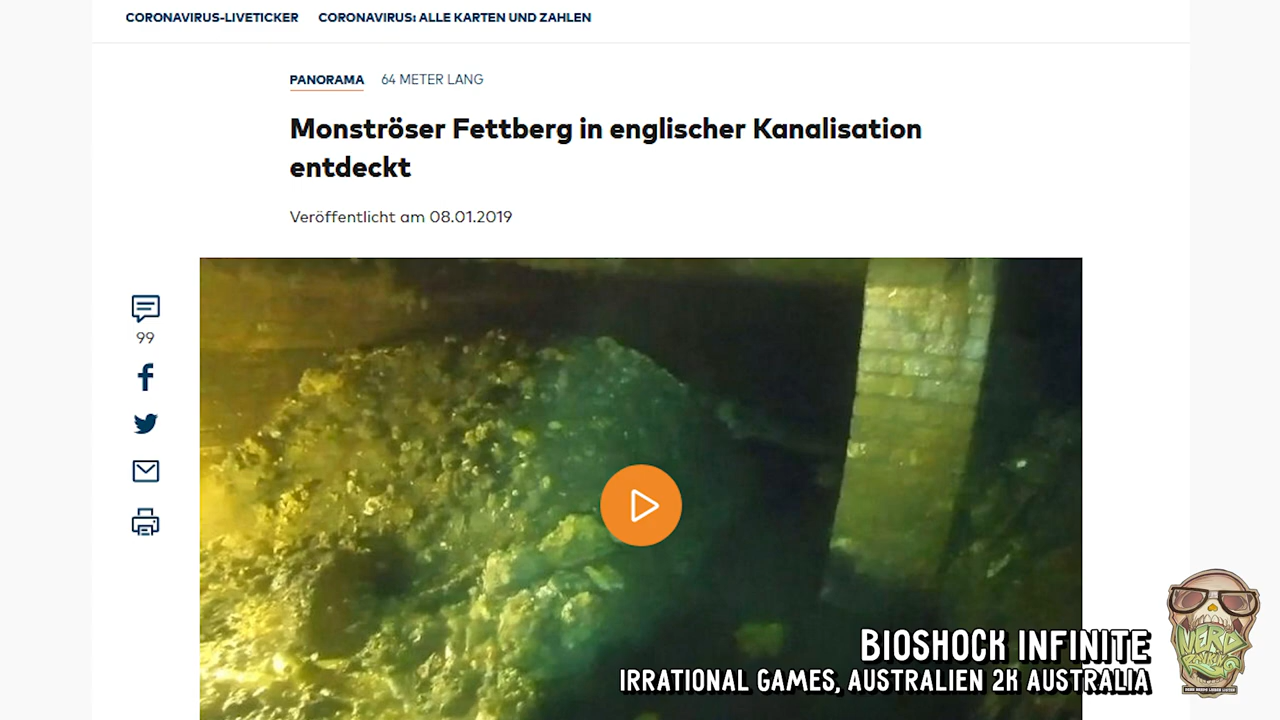 CORONAVIRUS-LIVETICKER CORONAVIRUS: ALLE KARTEN UND ZAHLEN
PANORAMA 64 METER LANG
Monströser Fettberg in englischer Kanalisation
entdeckt
Veröffentlicht am 08.01.2019
99
BIOSHOCK INFINITE
IRRATIONAL GAMES, AUSTRALIEN 2K AUSTRALIA
NERD